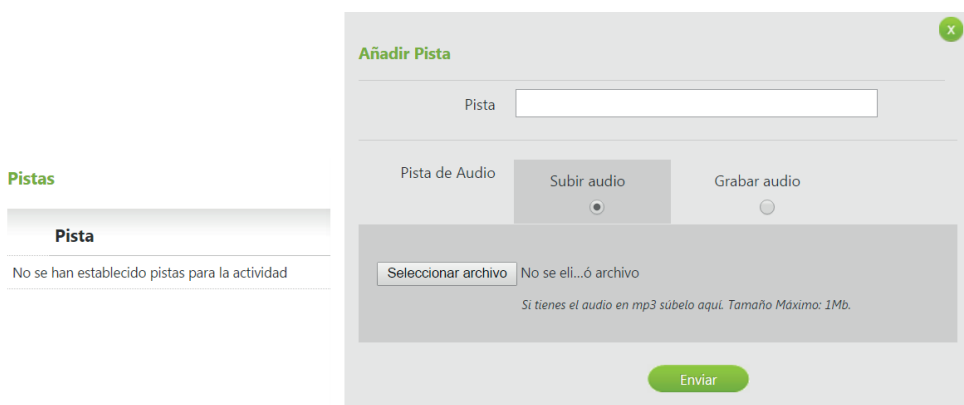 Pistas
Pista
No se han establecido pistas para la actividad
x
Añadir Pista
Pista
Pista de Audio
Subir audio
Grabar audio
Seleccionar archivo No se eli...ó archivo
Si tienes el audio en mp3 súbelo aquí. Tamaño Máximo: 1Mb.
Enviar